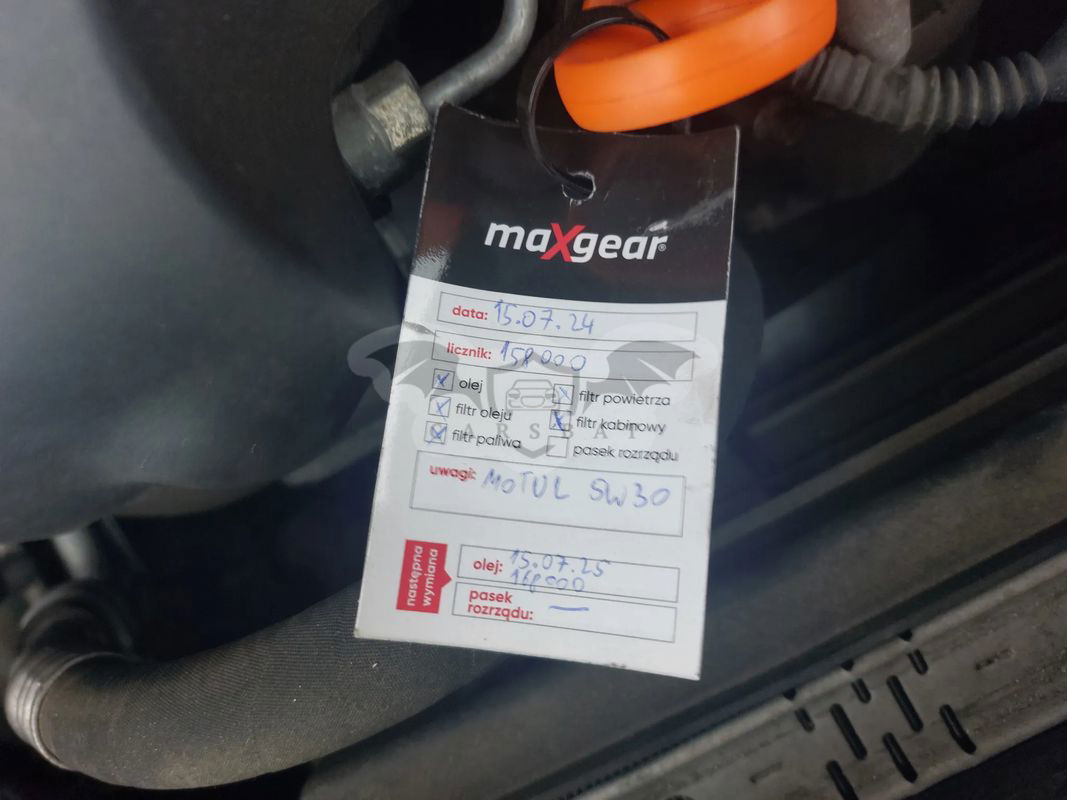 maXgear®
data: 15.07.24
licznik: 158000
olej
filtr powietrza
filtr oleju
filtr kabinowy
filtr paliwa
pasek rozrządu
uwagi: MOTUL 5W30
następna wymiana
olej: 15.07.25
168000
pasek rozrządu: —
CARSBAT